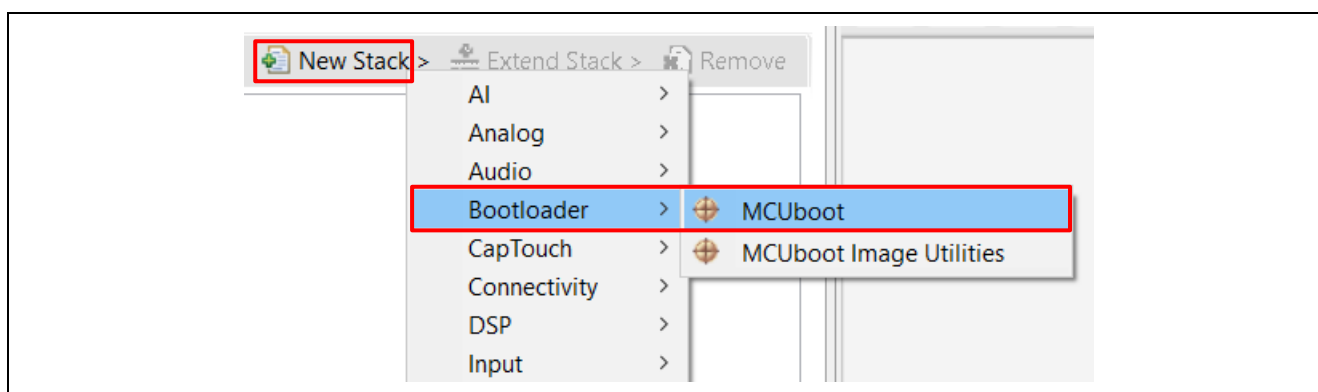 New Stack > Extend Stack > Remove
AI >
Analog >
Audio >
Bootloader > MCUboot
CapTouch > MCUboot Image Utilities
Connectivity >
DSP >
Input >